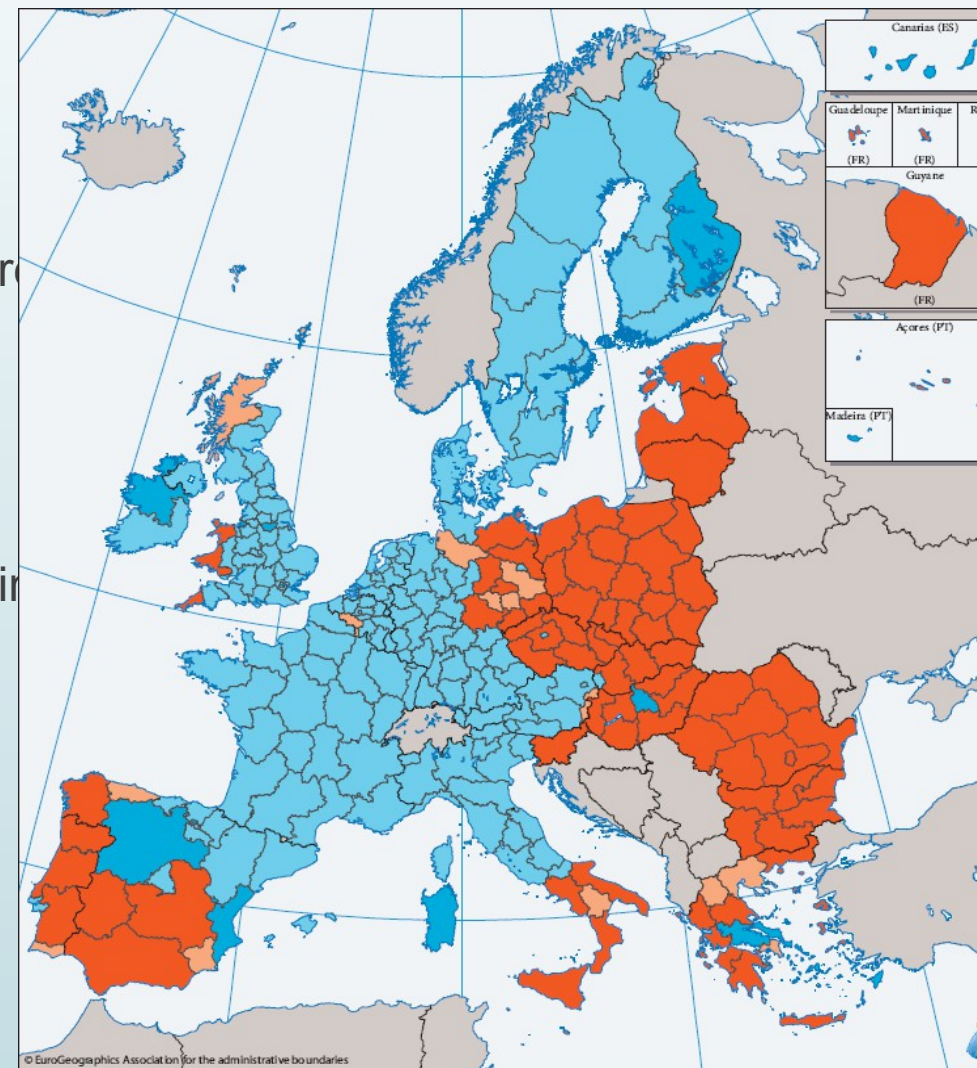 Canarias (ES)
Guadeloupe
Martinique
R
(FR)
(FR)
Guyane
(FR)
Açores (PT)
Madeira (PT)
© EuroGeographics Association for the administrative boundaries